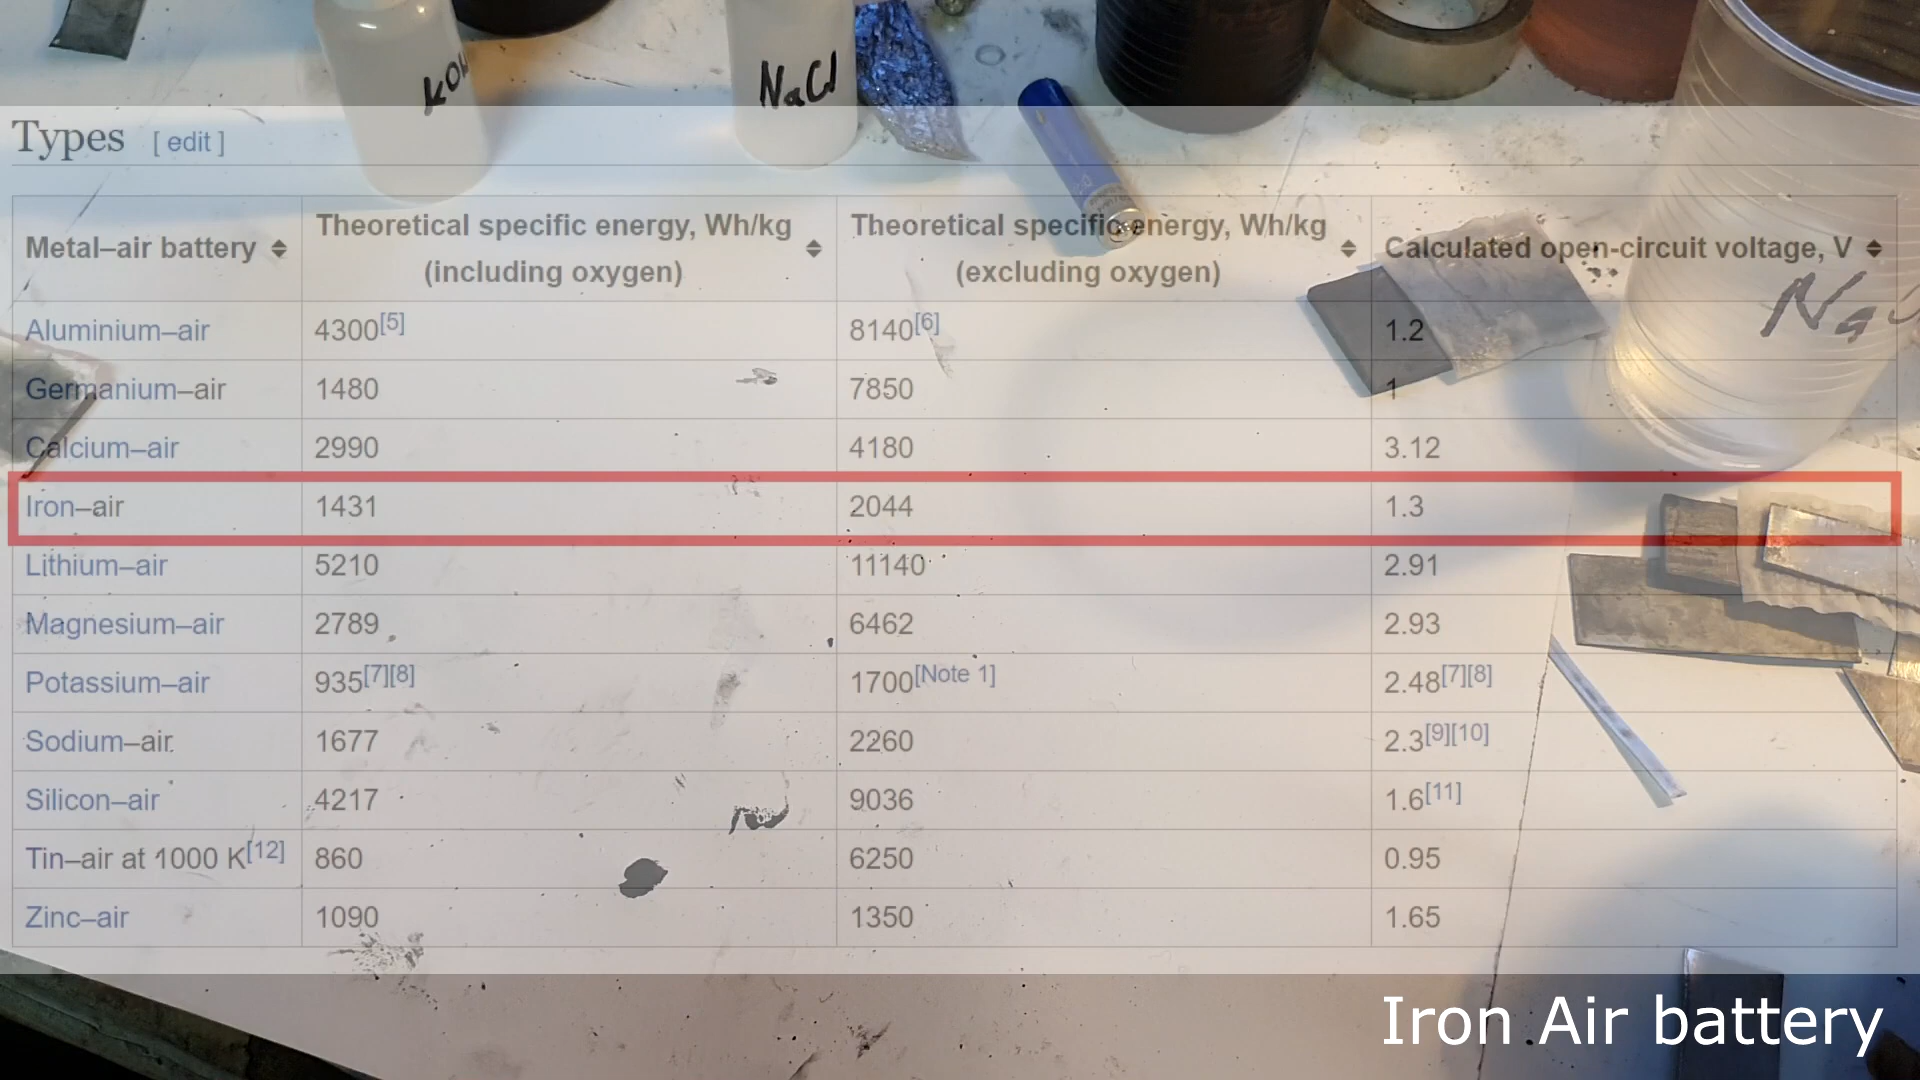 KOH
NaCl
Types [ edit ]
Metal–air battery Theoretical specific energy, Wh/kg (including oxygen) Theoretical specific energy, Wh/kg (excluding oxygen) Calculated open-circuit voltage, V
Aluminium–air 4300[5] 8140[6] 1.2
Germanium–air 1480 7850 1
Calcium–air 2990 4180 3.12
Iron–air 1431 2044 1.3
Lithium–air 5210 11140 2.91
Magnesium–air 2789 6462 2.93
Potassium–air 935[7][8] 1700[Note 1] 2.48[7][8]
Sodium–air 1677 2260 2.3[9][10]
Silicon–air 4217 9036 1.6[11]
Tin–air at 1000 K[12] 860 6250 0.95
Zinc–air 1090 1350 1.65
Iron Air battery